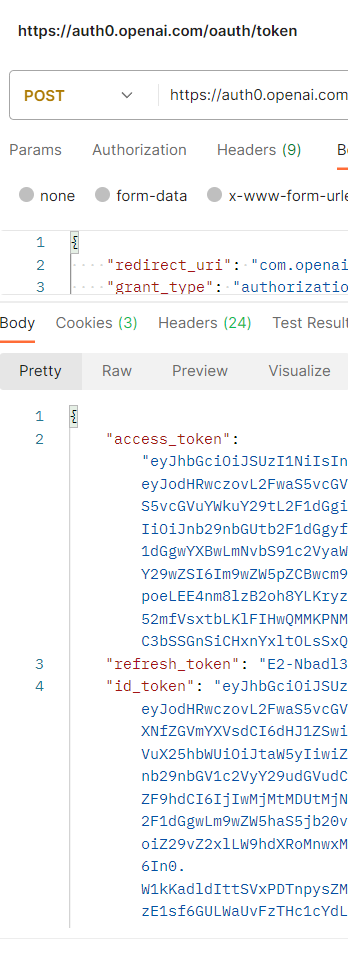 https://auth0.openai.com/oauth/token
POST https://auth0.openai.com
Params Authorization Headers (9) Bo
none form-data x-www-form-urle
1 {
2 "redirect_uri": "com.openai
3 "grant_type": "authorizatio
Body Cookies (3) Headers (24) Test Result
Pretty Raw Preview Visualize
1 {
2 "access_token":
"eyJhbGciOiJSUzI1NiIsIn
eyJodHRwczovL2FwaS5vcGV
S5vcGVuYWkuY29tL2F1dGgi
IiOiJnb29nbGUtb2F1dGgyf
1dGgwYXBwLmNvbS91c2VyaW
Y29wZSI6Im9wZW5pZCBwcm9
poeLEE4nm8lzB2oh8YLKryz
52mfVsxtbLKlFIHwQMMKPNM
C3bSSGnSiCHxnYxltOLsSxQ
3 "refresh_token": "E2-Nbadl3
4 "id_token": "eyJhbGciOiJSUz
eyJodHRwczovL2FwaS5vcGV
XNfZGVmYXVsdCI6dHJ1ZSwi
VuX25hbWUiOiJtaW5yIiwiZ
nb29nbGV1c2VyY29udGVudC
ZF9hdCI6IjIwMjMtMDUtMjN
2F1dGgwLm9wZW5haS5jb20v
oiZ29vZ2xlLW9hdXRoMnwxM
6In0.
W1kKadldIttSVxPDTnpysZM
zE1sf6GULWaUvFzTHc1cYdL